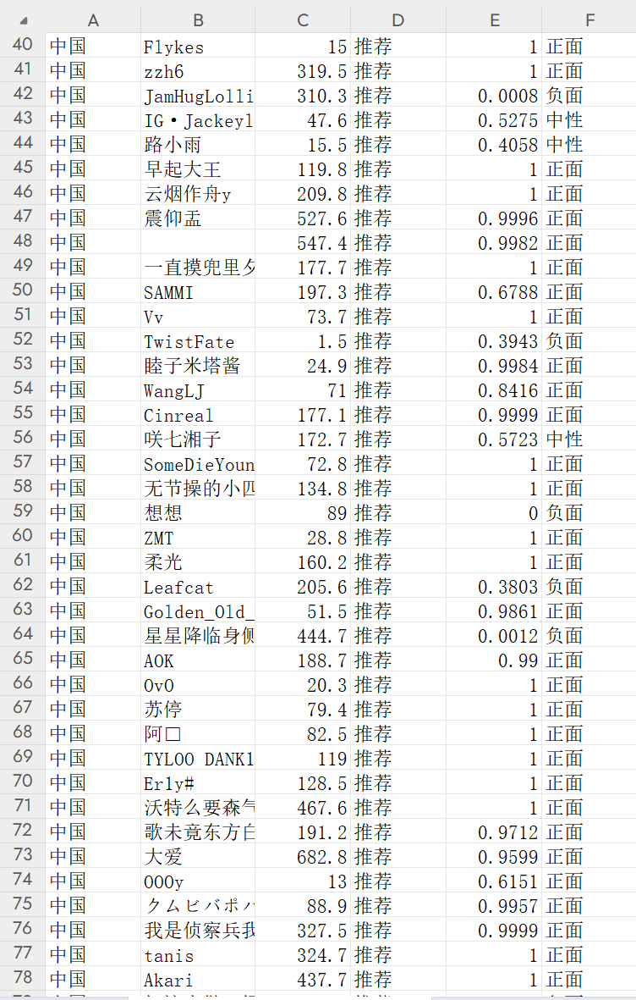 A B C D E F
40 中国 Flykes 15 推荐 1 正面
41 中国 zzh6 319.5 推荐 1 正面
42 中国 JamHugLolli 310.3 推荐 0.0008 负面
43 中国 IG·Jackeyl 47.6 推荐 0.5275 中性
44 中国 路小雨 15.5 推荐 0.4058 中性
45 中国 早起大王 119.8 推荐 1 正面
46 中国 云烟作舟y 209.8 推荐 1 正面
47 中国 震仰盂 527.6 推荐 0.9996 正面
48 中国 547.4 推荐 0.9982 正面
49 中国 一直摸兜里夕 177.7 推荐 1 正面
50 中国 SAMMI 197.3 推荐 0.6788 正面
51 中国 Vv 73.7 推荐 1 正面
52 中国 TwistFate 1.5 推荐 0.3943 负面
53 中国 睦子米塔酱 24.9 推荐 0.9984 正面
54 中国 WangLJ 71 推荐 0.8416 正面
55 中国 Cinreal 177.1 推荐 0.9999 正面
56 中国 咲七湘子 172.7 推荐 0.5723 中性
57 中国 SomeDieYoun 72.8 推荐 1 正面
58 中国 无节操的小匹 134.8 推荐 1 正面
59 中国 想想 89 推荐 0 负面
60 中国 ZMT 28.8 推荐 1 正面
61 中国 柔光 160.2 推荐 1 正面
62 中国 Leafcat 205.6 推荐 0.3803 负面
63 中国 Golden_Old_ 51.5 推荐 0.9861 正面
64 中国 星星降临身侧 444.7 推荐 0.0012 负面
65 中国 AOK 188.7 推荐 0.99 正面
66 中国 OvO 20.3 推荐 1 正面
67 中国 苏停 79.4 推荐 1 正面
68 中国 阿□ 82.5 推荐 1 正面
69 中国 TYLOO DANK1 119 推荐 1 正面
70 中国 Er1y# 128.5 推荐 1 正面
71 中国 沃特么要森气 467.6 推荐 1 正面
72 中国 歌未竟东方白 191.2 推荐 0.9712 正面
73 中国 大爱 682.8 推荐 0.9599 正面
74 中国 OOOy 13 推荐 0.6151 正面
75 中国 クムビバポハ 88.9 推荐 0.9957 正面
76 中国 我是侦察兵我 327.5 推荐 0.9999 正面
77 中国 tanis 324.7 推荐 1 正面
78 中国 Akari 437.7 推荐 1 正面